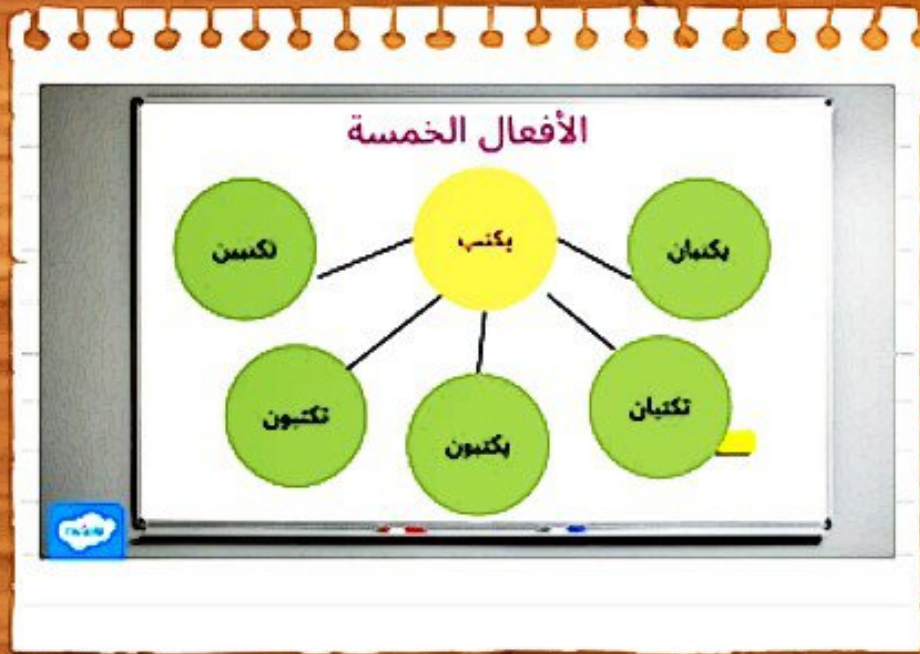 الأفعال الخمسة
يكتب
يكتبان
تكتبان
يكتبون
تكتبون
تكتبين